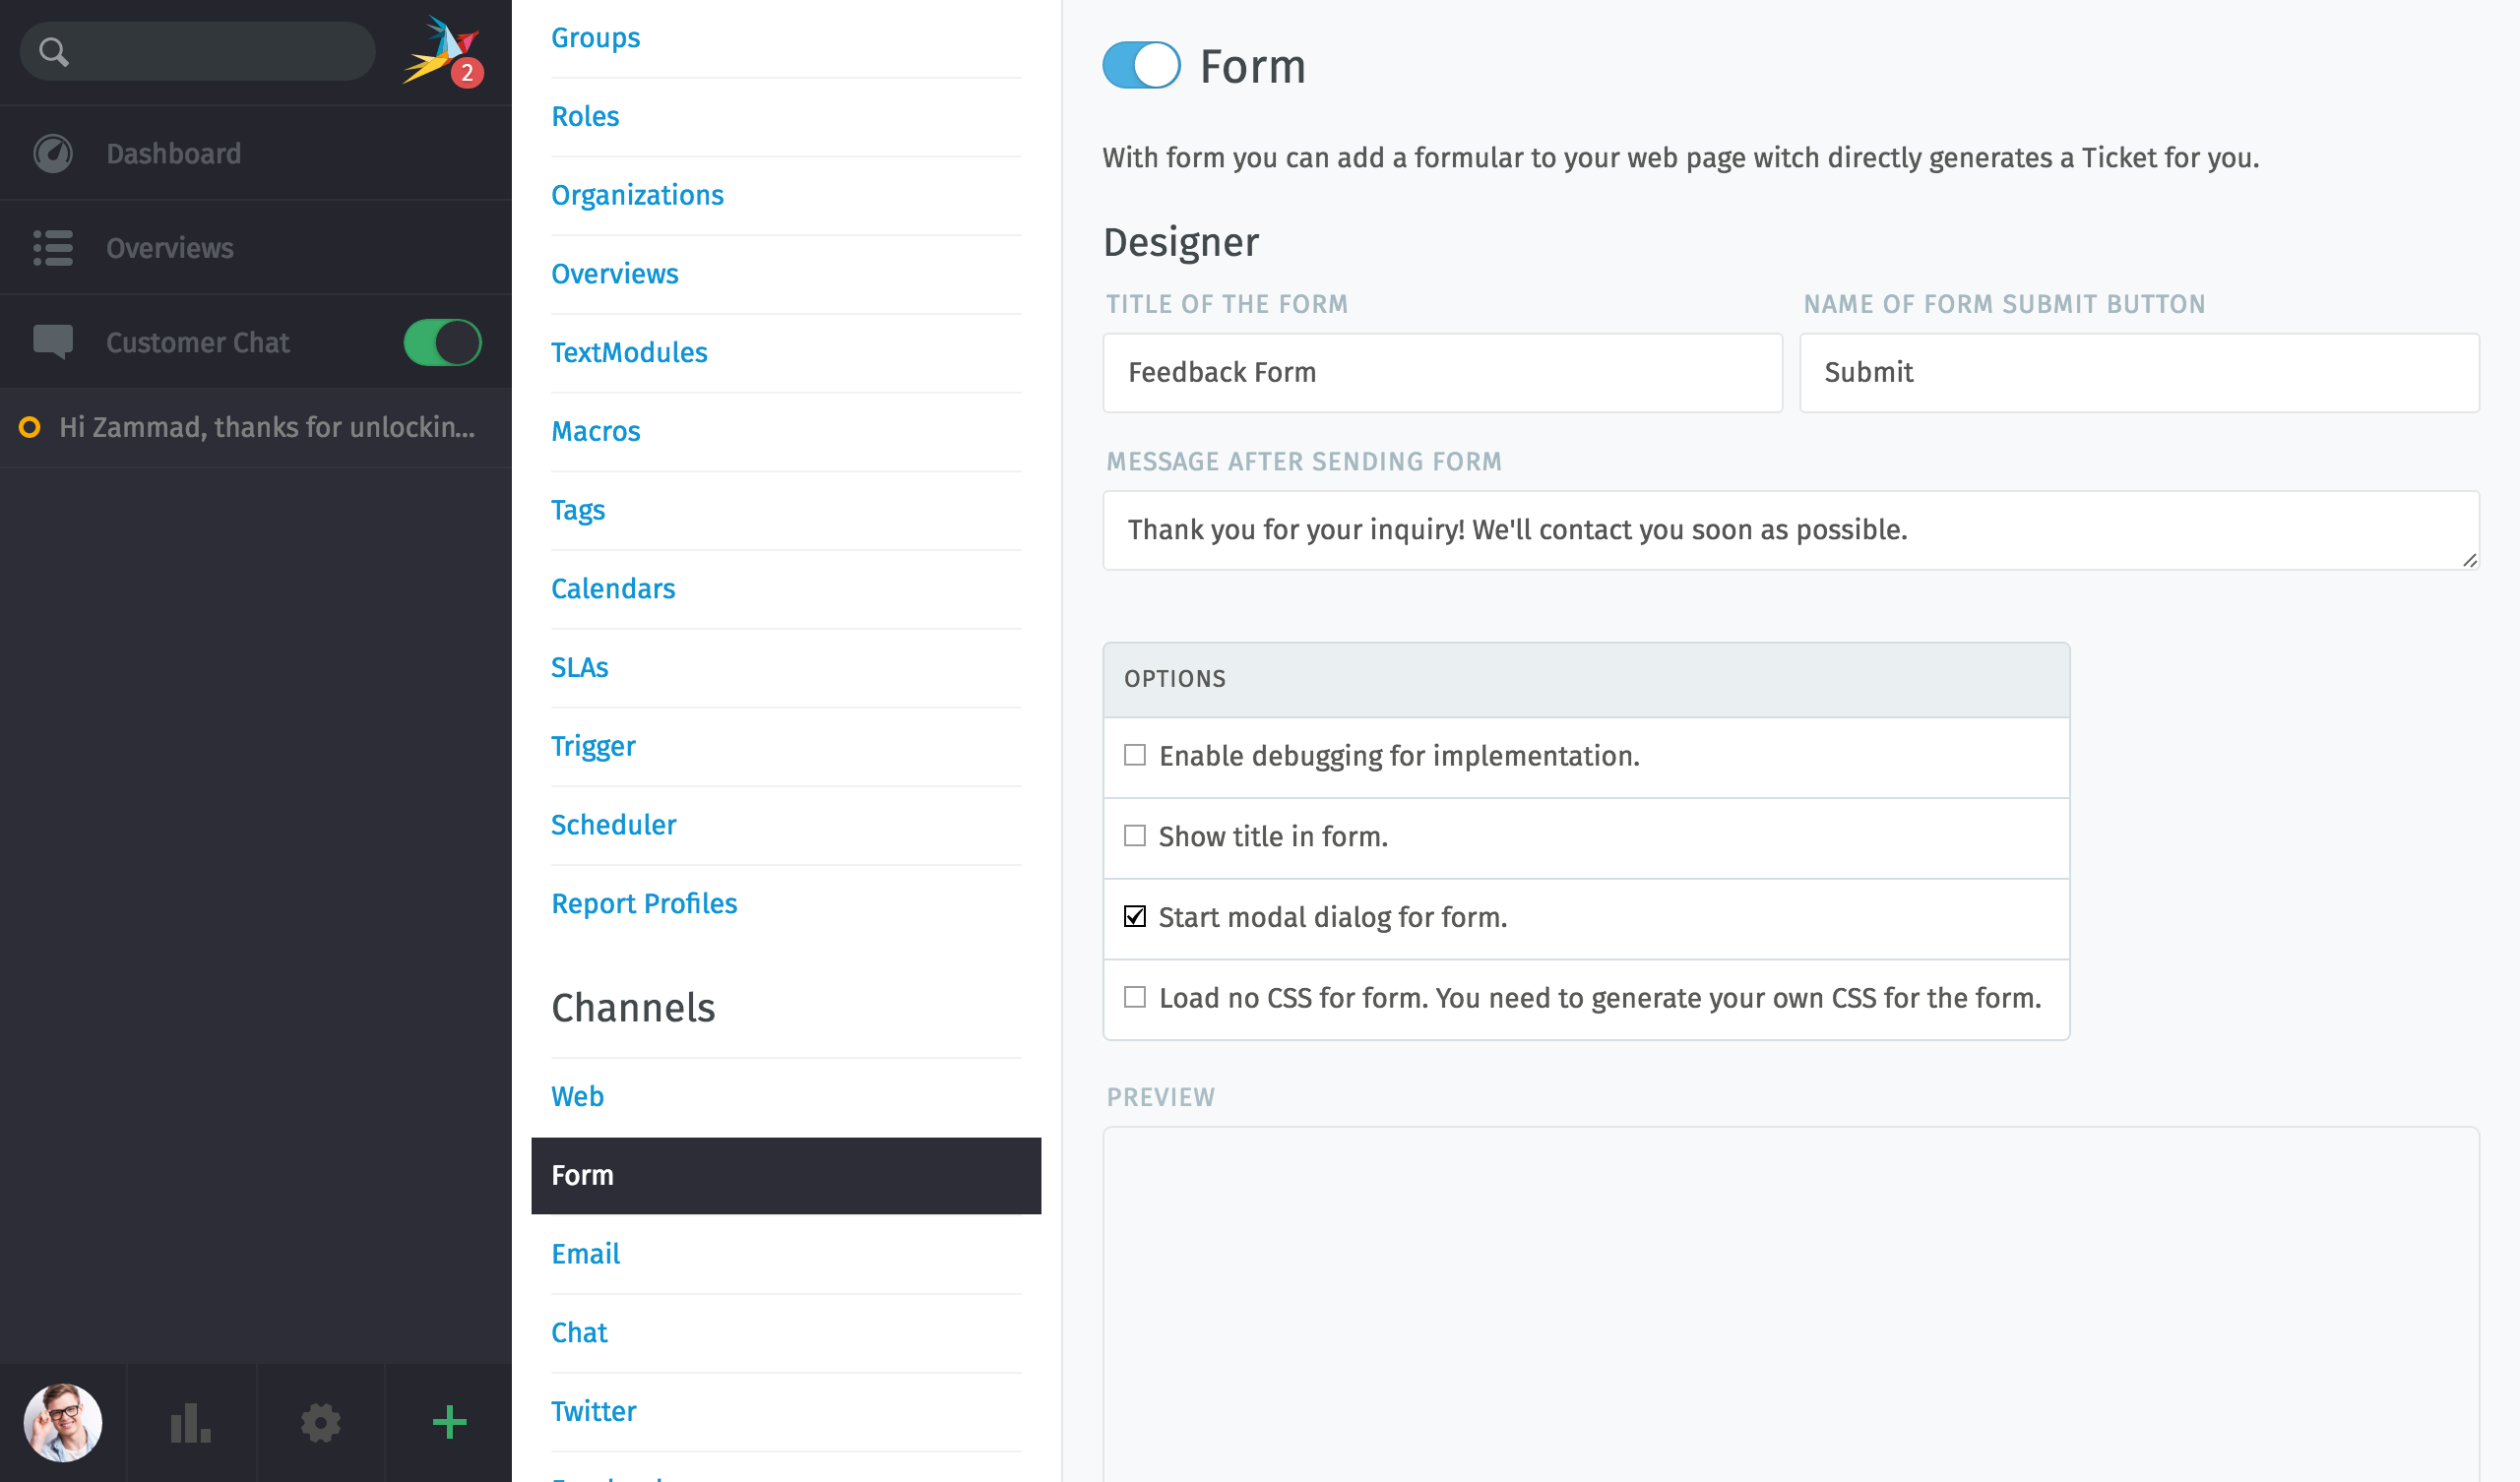 2
Dashboard
Overviews
Customer Chat
Hi Zammad, thanks for unlockin...
Groups
Roles
Organizations
Overviews
TextModules
Macros
Tags
Calendars
SLAs
Trigger
Scheduler
Report Profiles
Channels
Web
Form
Email
Chat
Twitter
Form
With form you can add a formular to your web page witch directly generates a Ticket for you.
Designer
TITLE OF THE FORM
NAME OF FORM SUBMIT BUTTON
Feedback Form
Submit
MESSAGE AFTER SENDING FORM
Thank you for your inquiry! We'll contact you soon as possible.
OPTIONS
Enable debugging for implementation.
Show title in form.
Start modal dialog for form.
Load no CSS for form. You need to generate your own CSS for the form.
PREVIEW